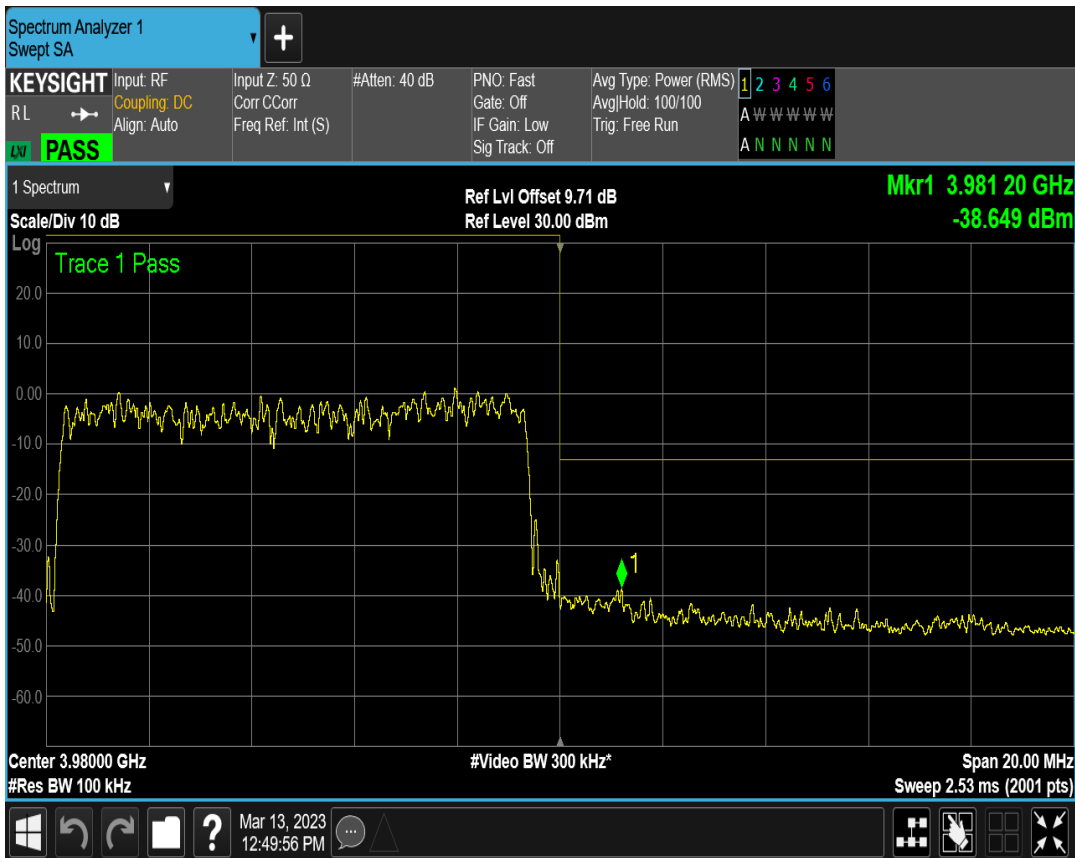 Spectrum Analyzer 1
Swept SA
+
KEYSIGHT
R L
LXI PASS
Input: RF
Coupling: DC
Align: Auto
Input Z: 50 Ω
Corr CCorr
Freq Ref: Int (S)
#Atten: 40 dB
PNO: Fast
Gate: Off
IF Gain: Low
Sig Track: Off
Avg Type: Power (RMS)
Avg|Hold: 100/100
Trig: Free Run
1 2 3 4 5 6
A W W W W W
A N N N N N
1 Spectrum
Scale/Div 10 dB
Ref Lvl Offset 9.71 dB
Ref Level 30.00 dBm
Mkr1 3.981 20 GHz
-38.649 dBm
Log
Trace 1 Pass
20.0
10.0
0.00
-10.0
-20.0
-30.0
1
-40.0
-50.0
-60.0
Center 3.98000 GHz
#Res BW 100 kHz
#Video BW 300 kHz*
Span 20.00 MHz
Sweep 2.53 ms (2001 pts)
?
Mar 13, 2023
12:49:56 PM